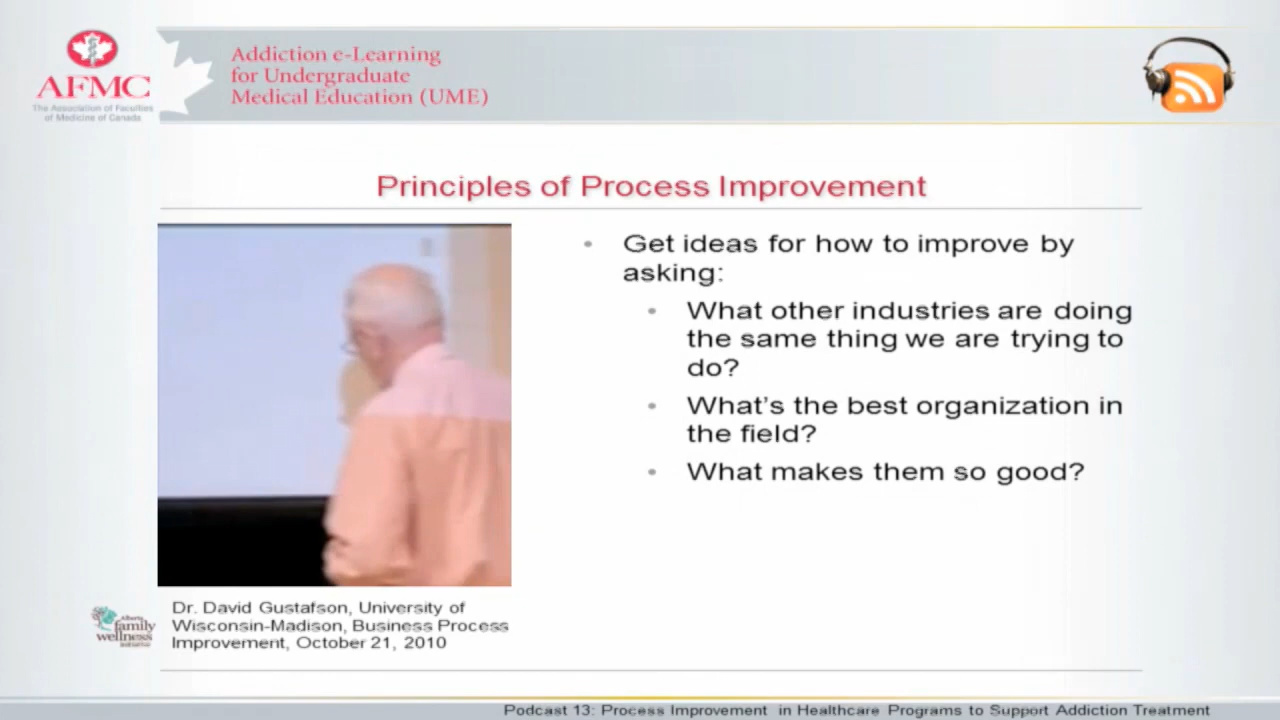 AFMC
The Association of Faculties
of Medicine of Canada
Addiction e-Learning
for Undergraduate
Medical Education (UME)
Principles of Process Improvement
• Get ideas for how to improve by
asking:
• What other industries are doing
the same thing we are trying to
do?
• What's the best organization in
the field?
• What makes them so good?
Alberta
family
wellness
initiative
Dr. David Gustafson, University of
Wisconsin-Madison, Business Process
Improvement, October 21, 2010
Podcast 13: Process Improvement in Healthcare Programs to Support Addiction Treatment